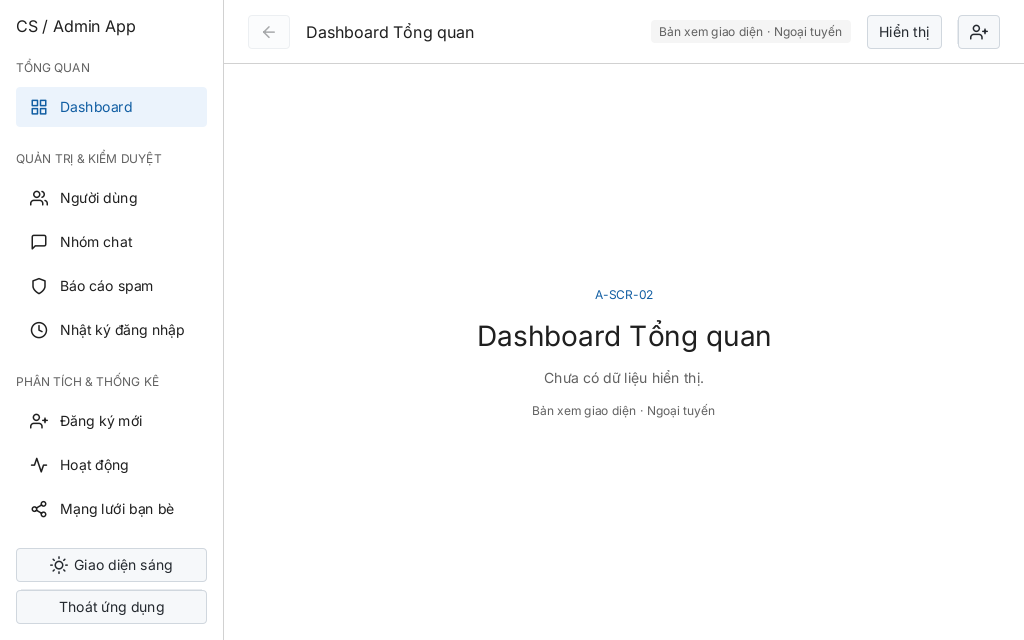 CS / Admin App
TỔNG QUAN
Dashboard
QUẢN TRỊ & KIỂM DUYỆT
Người dùng
Nhóm chat
Báo cáo spam
Nhật ký đăng nhập
PHÂN TÍCH & THỐNG KÊ
Đăng ký mới
Hoạt động
Mạng lưới bạn bè
Giao diện sáng
Thoát ứng dụng
Dashboard Tổng quan
Bản xem giao diện · Ngoại tuyến
Hiển thị
A-SCR-02
Dashboard Tổng quan
Chưa có dữ liệu hiển thị.
Bản xem giao diện · Ngoại tuyến